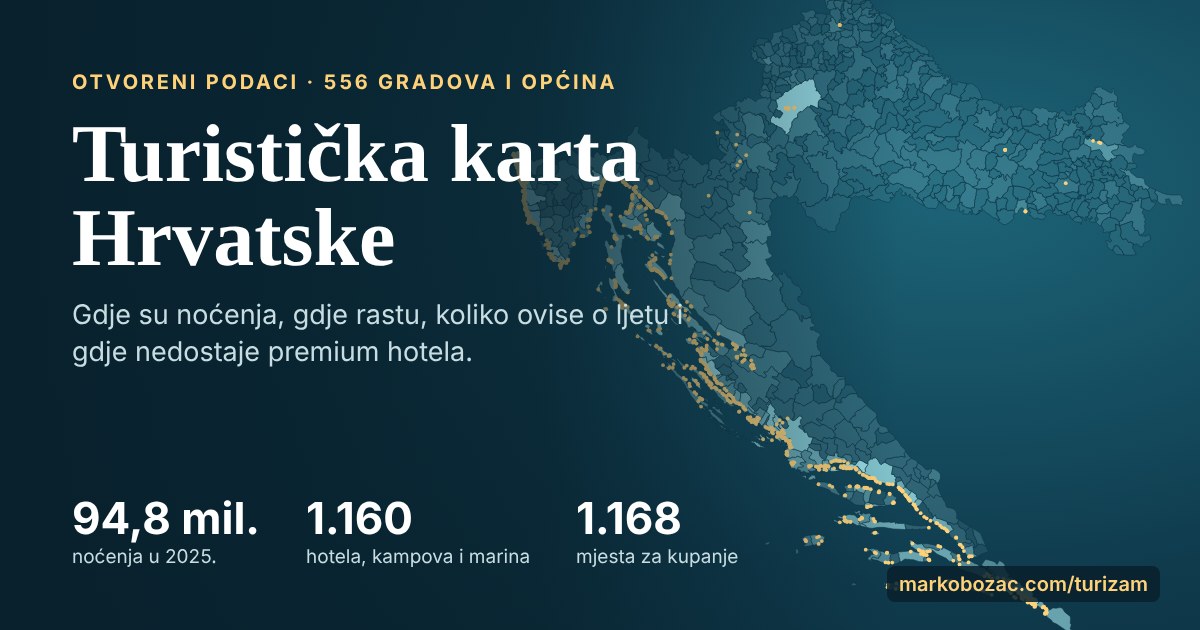 OTVORENI PODACI · 556 GRADOVA I OPĆINA
Turistička karta
Hrvatske
Gdje su noćenja, gdje rastu, koliko ovise o ljetu i
gdje nedostaje premium hotela.
94,8 mil.
noćenja u 2025.
1.160
hotela, kampova i marina
1.168
mjesta za kupanje
markobozac.com/turizam